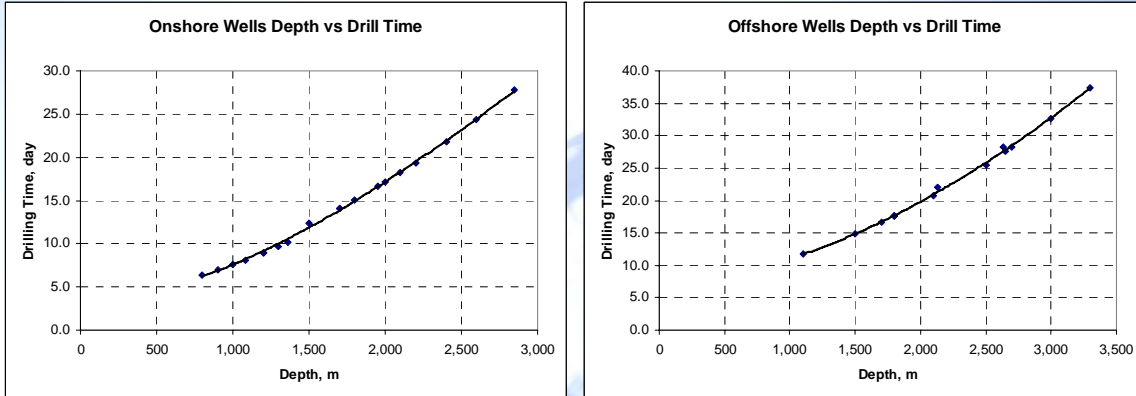 Onshore Wells Depth vs Drill Time
30.0
25.0
20.0
15.0
10.0
5.0
0.0
Drilling Time, day
0 500 1,000 1,500 2,000 2,500 3,000
Depth, m
Offshore Wells Depth vs Drill Time
40.0
35.0
30.0
25.0
20.0
15.0
10.0
5.0
0.0
Drilling Time, day
0 500 1,000 1,500 2,000 2,500 3,000 3,500
Depth, m